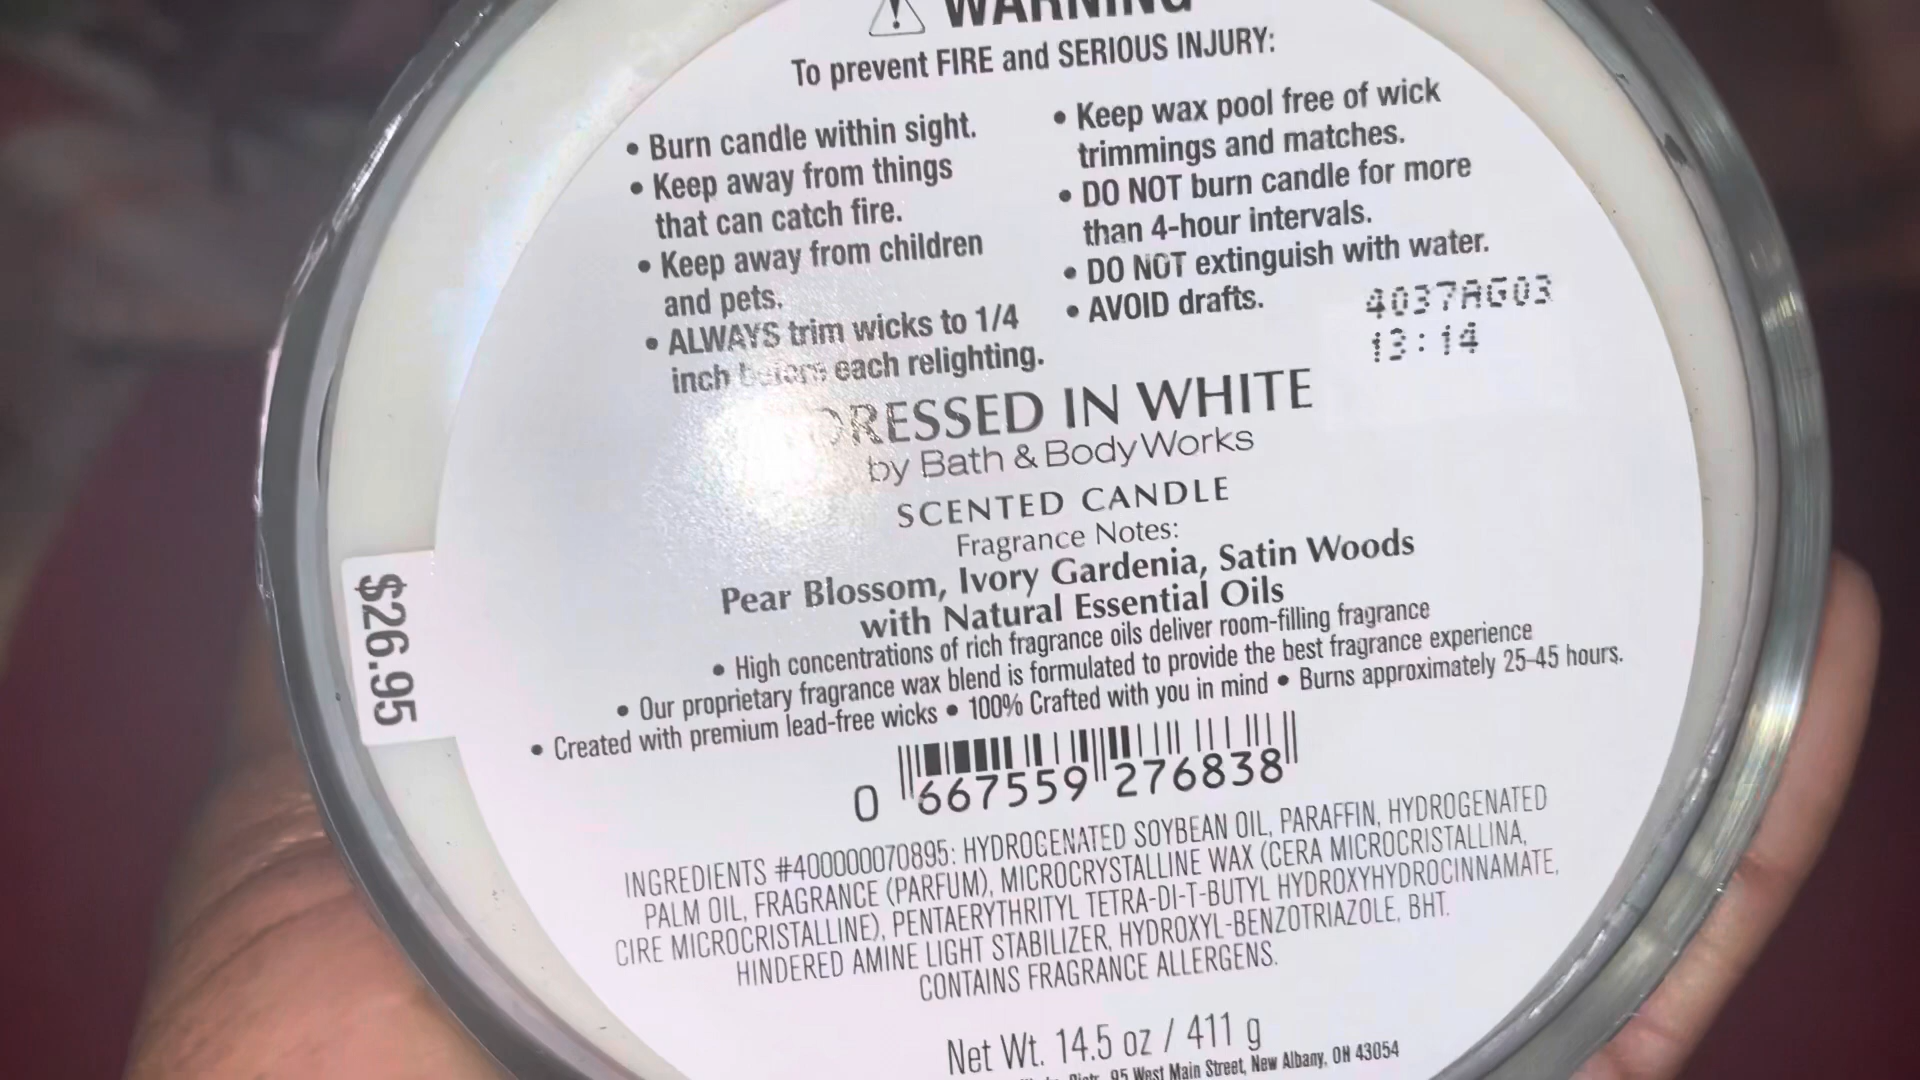 WARNING
To prevent FIRE and SERIOUS INJURY:
• Burn candle within sight.
• Keep away from things
that can catch fire.
• Keep away from children
and pets.
• ALWAYS trim wicks to 1/4
inch before each relighting.
• Keep wax pool free of wick
trimmings and matches.
• DO NOT burn candle for more
than 4-hour intervals.
• DO NOT extinguish with water.
• AVOID drafts.
4037AG03
13:14
DRESSED IN WHITE
by Bath & Body Works
SCENTED CANDLE
Fragrance Notes:
Pear Blossom, Ivory Gardenia, Satin Woods
with Natural Essential Oils
• High concentrations of rich fragrance oils deliver room-filling fragrance
• Our proprietary fragrance wax blend is formulated to provide the best fragrance experience
• Created with premium lead-free wicks • 100% Crafted with you in mind • Burns approximately 25-45 hours.
$26.95
0 667559 276838
INGREDIENTS #400000070895: HYDROGENATED SOYBEAN OIL, PARAFFIN, HYDROGENATED
PALM OIL, FRAGRANCE (PARFUM), MICROCRYSTALLINE WAX (CERA MICROCRISTALLINA,
CIRE MICROCRISTALLINE), PENTAERYTHRITYL TETRA-DI-T-BUTYL HYDROXYHYDROCINNAMATE,
HINDERED AMINE LIGHT STABILIZER, HYDROXYL-BENZOTRIAZOLE, BHT.
CONTAINS FRAGRANCE ALLERGENS.
Net Wt. 14.5 oz / 411 g
Distr. 95 West Main Street, New Albany, OH 43054